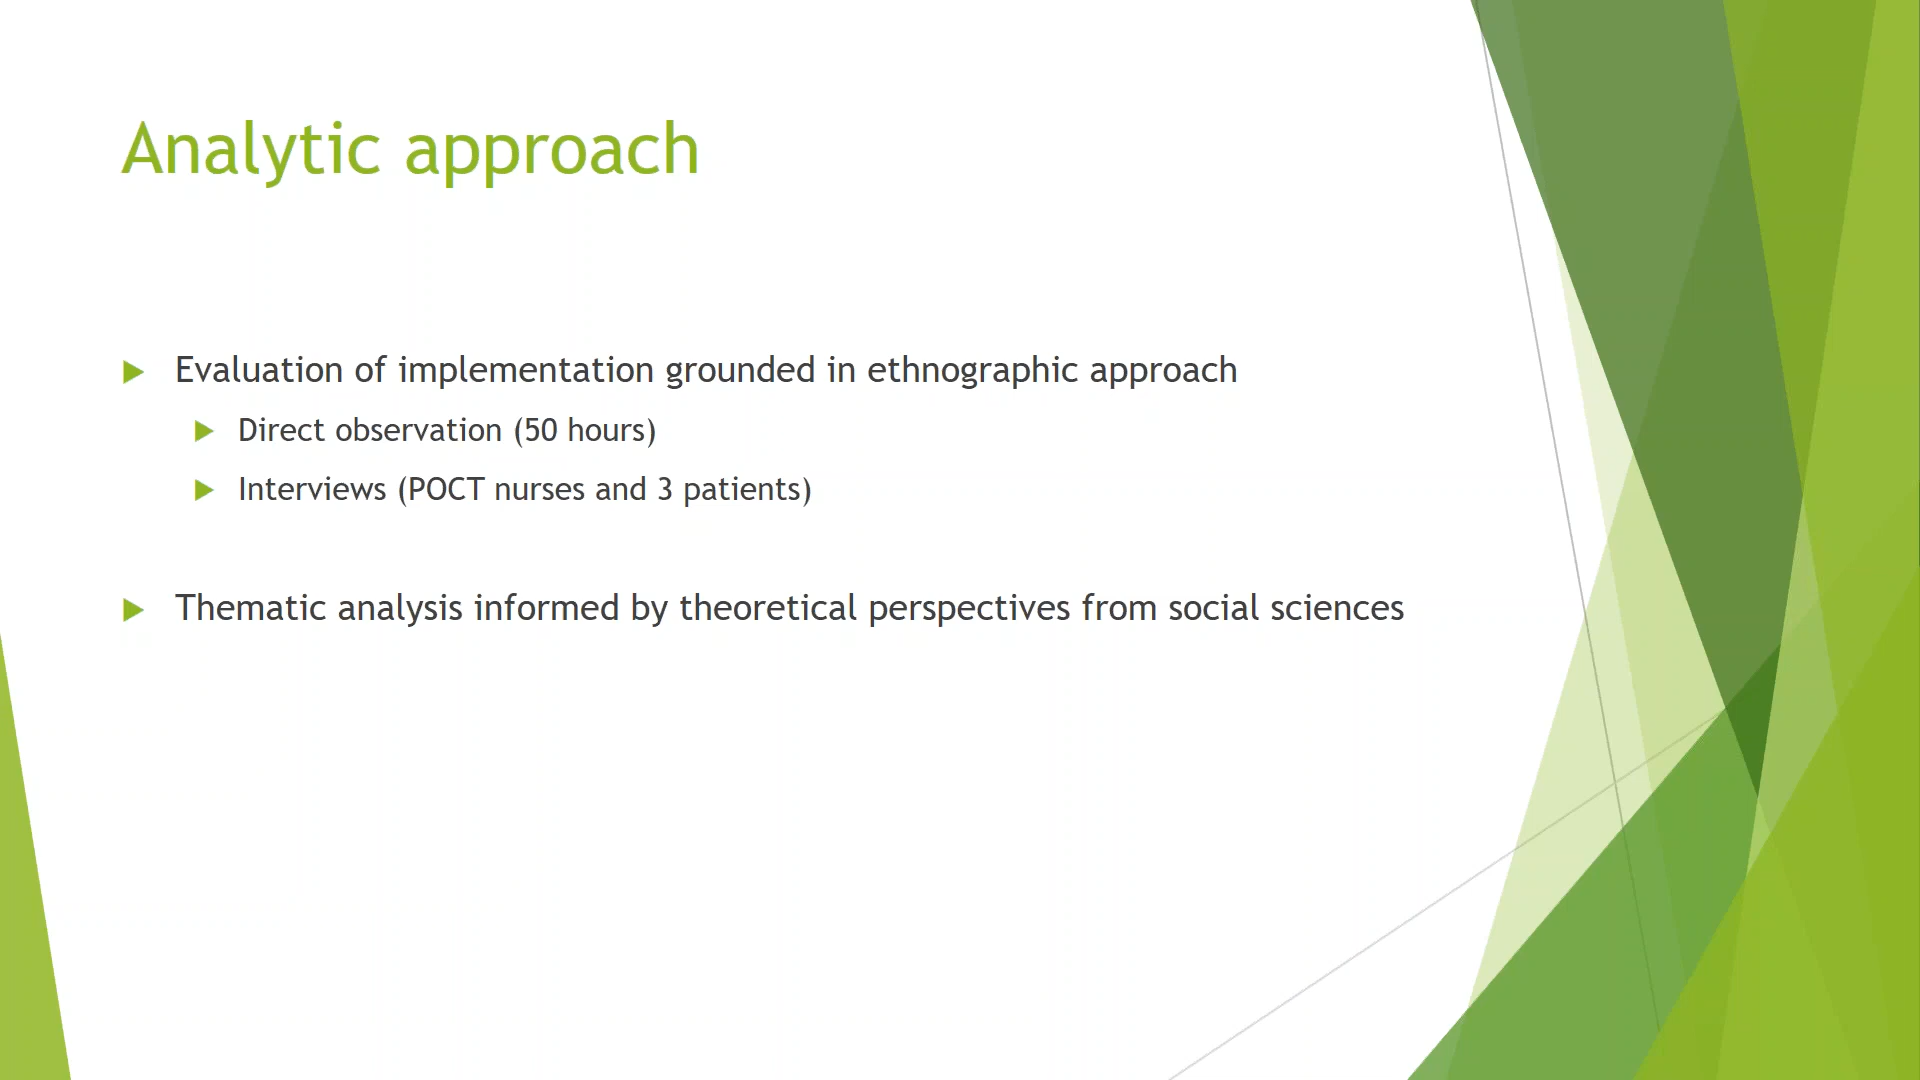 Analytic approach
Evaluation of implementation grounded in ethnographic approach
Direct observation (50 hours)
Interviews (POCT nurses and 3 patients)
Thematic analysis informed by theoretical perspectives from social sciences